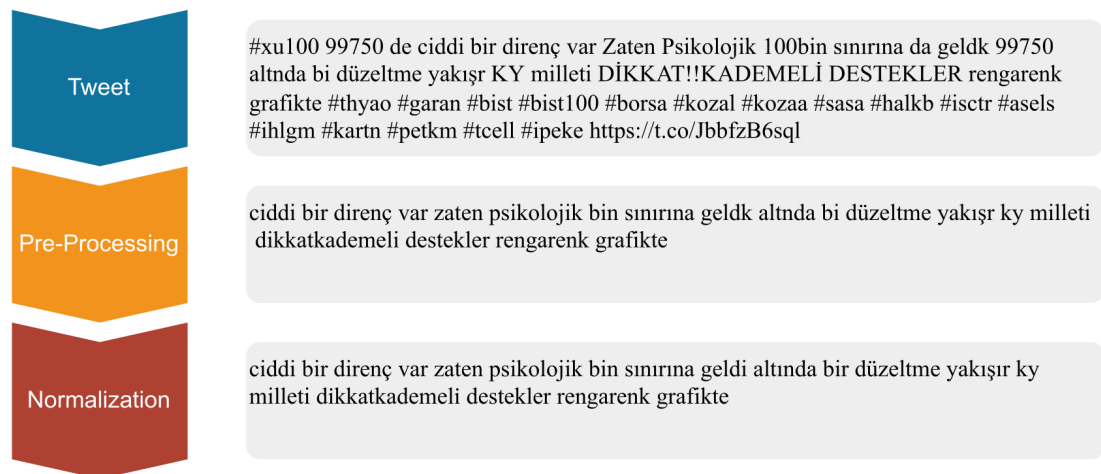 Tweet
#xu100 99750 de ciddi bir direnç var Zaten Psikolojik 100bin sınırına da geldk 99750
altnda bi düzeltme yakışr KY milleti DİKKAT!!KADEMELİ DESTEKLER rengarenk
grafikte #thyao #garan #bist #bist100 #borsa #kozal #kozaa #sasa #halkb #isctr #asels
#ihlgm #kartn #petkm #tcell #ipeke https://t.co/JbbfzB6sql
Pre-Processing
ciddi bir direnç var zaten psikolojik bin sınırına geldk altnda bi düzeltme yakışr ky milleti
dikkatkademeli destekler rengarenk grafikte
Normalization
ciddi bir direnç var zaten psikolojik bin sınırına geldi altında bir düzeltme yakışır ky
milleti dikkatkademeli destekler rengarenk grafikte